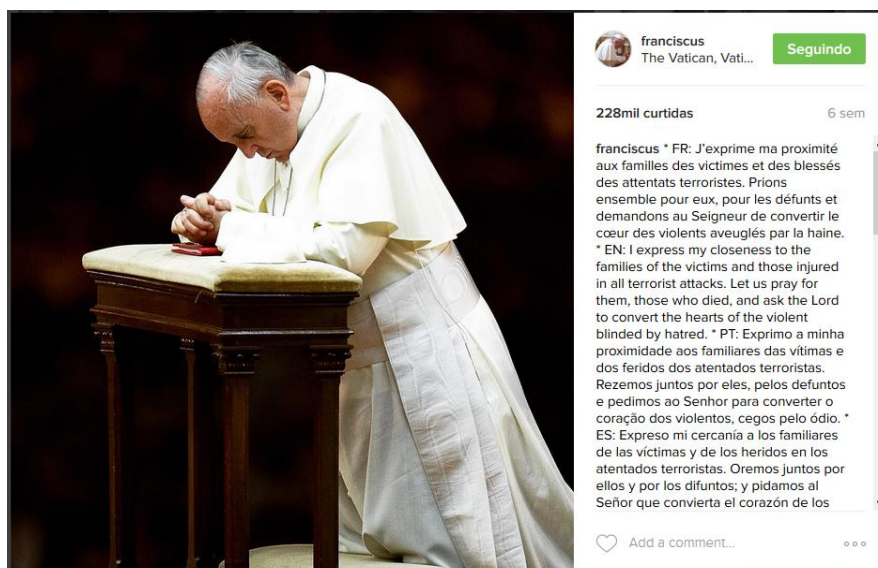 franciscus
Seguindo
The Vatican, Vati...
228mil curtidas
6 sem
franciscus * FR: J'exprime ma proximité
aux familles des victimes et des blessés
des attentats terroristes. Prions
ensemble pour eux, pour les défunts et
demandons au Seigneur de convertir le
cœur des violents aveuglés par la haine.
* EN: I express my closeness to the
families of the victims and those injured
in all terrorist attacks. Let us pray for
them, those who died, and ask the Lord
to convert the hearts of the violent
blinded by hatred. * PT: Exprimo a minha
proximidade aos familiares das vítimas e
dos feridos dos atentados terroristas.
Rezemos juntos por eles, pelos defuntos
e pedimos ao Senhor para converter o
coração dos violentos, cegos pelo ódio. *
ES: Expreso mi cercanía a los familiares
de las víctimas y de los heridos en los
atentados terroristas. Oremos juntos por
ellos y por los difuntos; y pidamos al
Señor que convierta el corazón de los
Add a comment...